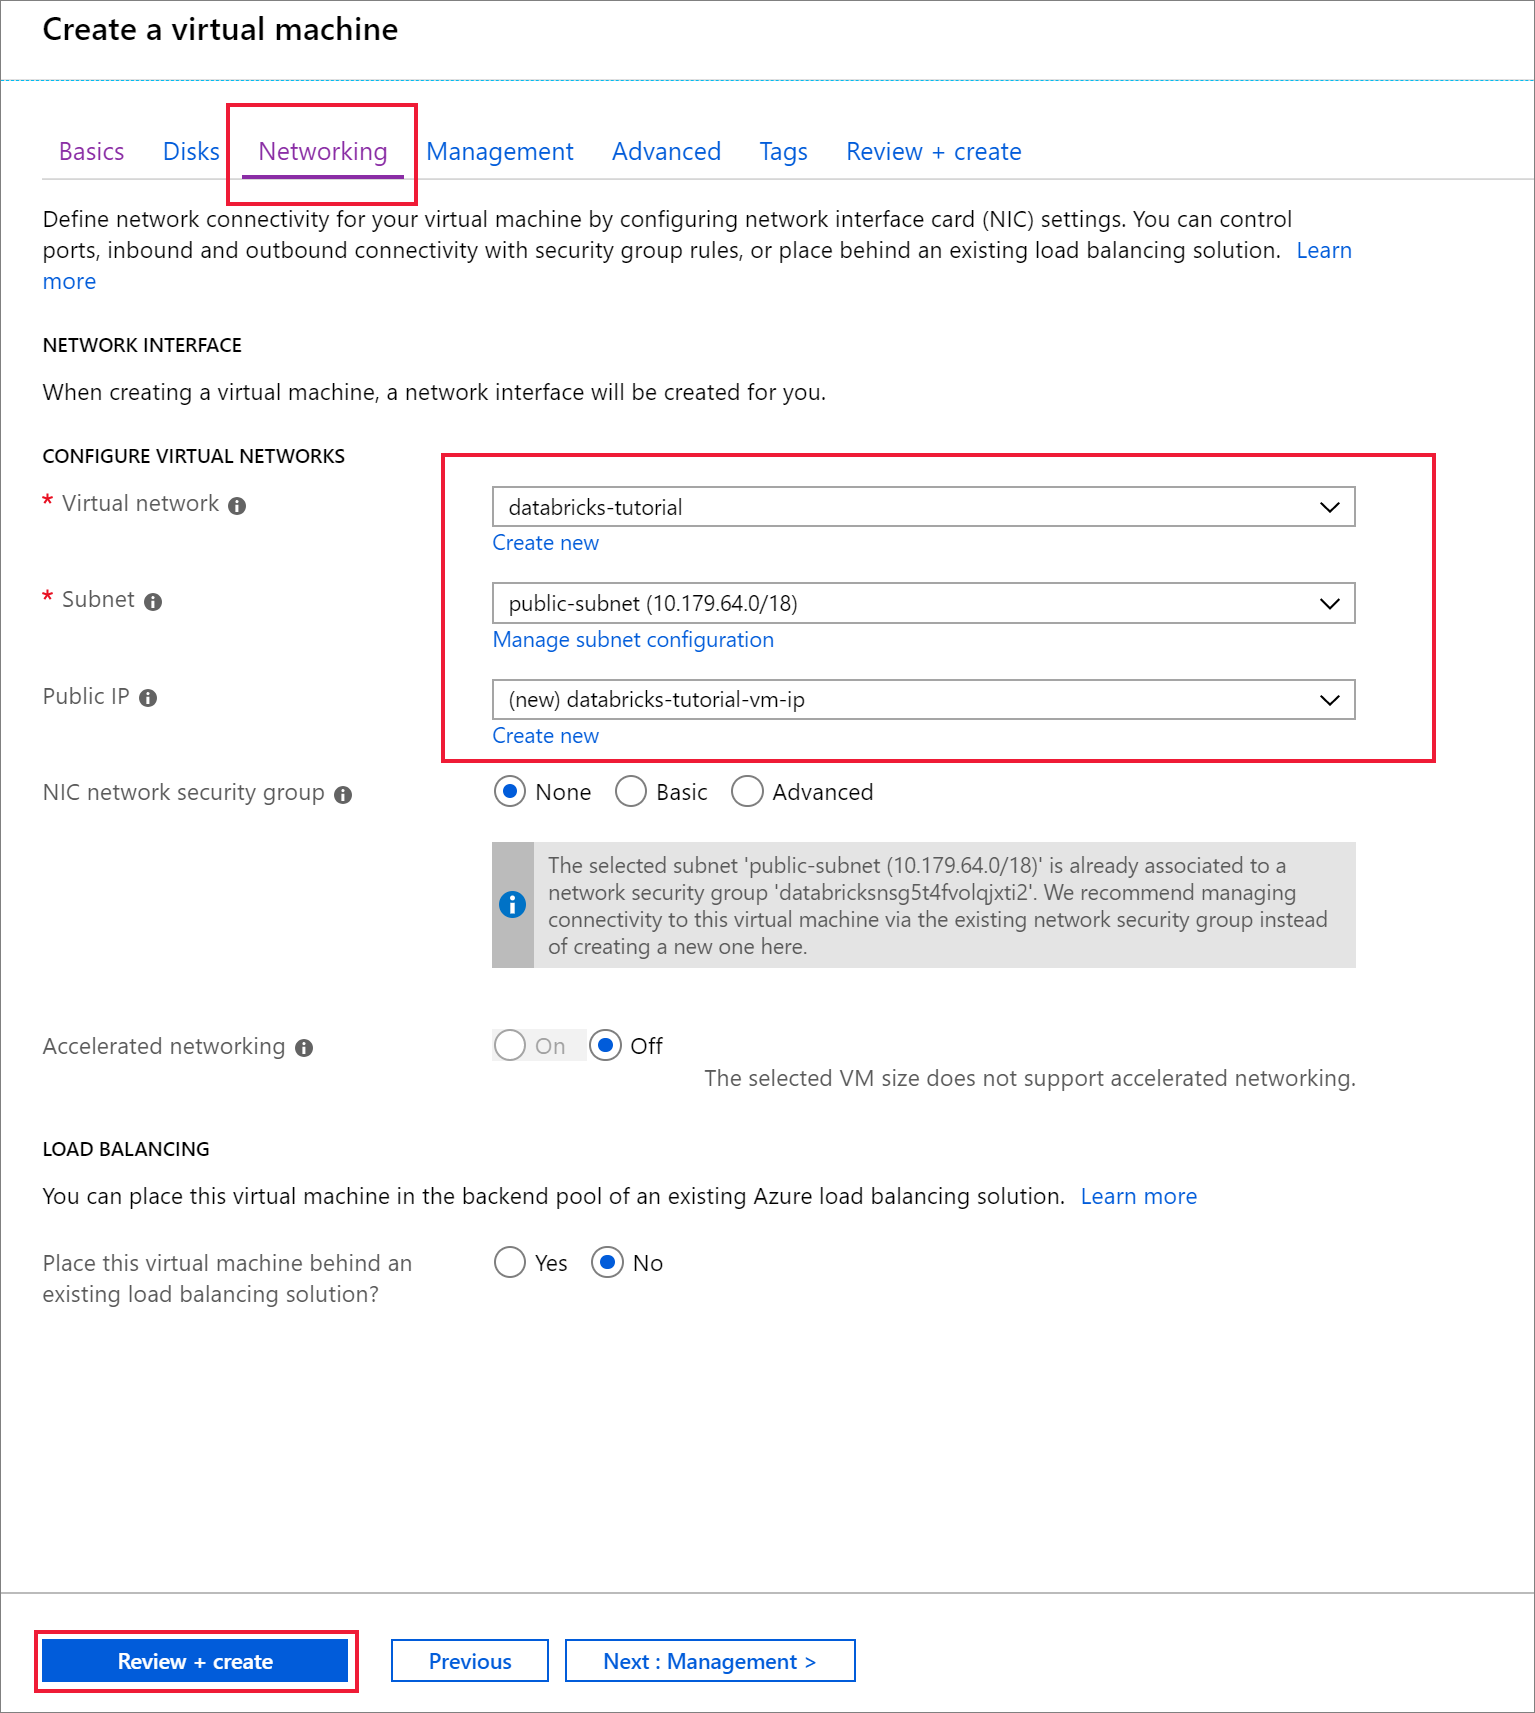 Create a virtual machine
Basics Disks Networking Management Advanced Tags Review + create
Define network connectivity for your virtual machine by configuring network interface card (NIC) settings. You can control
ports, inbound and outbound connectivity with security group rules, or place behind an existing load balancing solution. Learn
more
NETWORK INTERFACE
When creating a virtual machine, a network interface will be created for you.
CONFIGURE VIRTUAL NETWORKS
* Virtual network
databricks-tutorial
Create new
* Subnet
public-subnet (10.179.64.0/18)
Manage subnet configuration
Public IP
(new) databricks-tutorial-vm-ip
Create new
NIC network security group
None Basic Advanced
The selected subnet 'public-subnet (10.179.64.0/18)' is already associated to a
network security group 'databricksnsg5t4fvolqjxti2'. We recommend managing
connectivity to this virtual machine via the existing network security group instead
of creating a new one here.
Accelerated networking
On Off
The selected VM size does not support accelerated networking.
LOAD BALANCING
You can place this virtual machine in the backend pool of an existing Azure load balancing solution. Learn more
Place this virtual machine behind an
existing load balancing solution?
Yes No
Review + create Previous Next : Management >